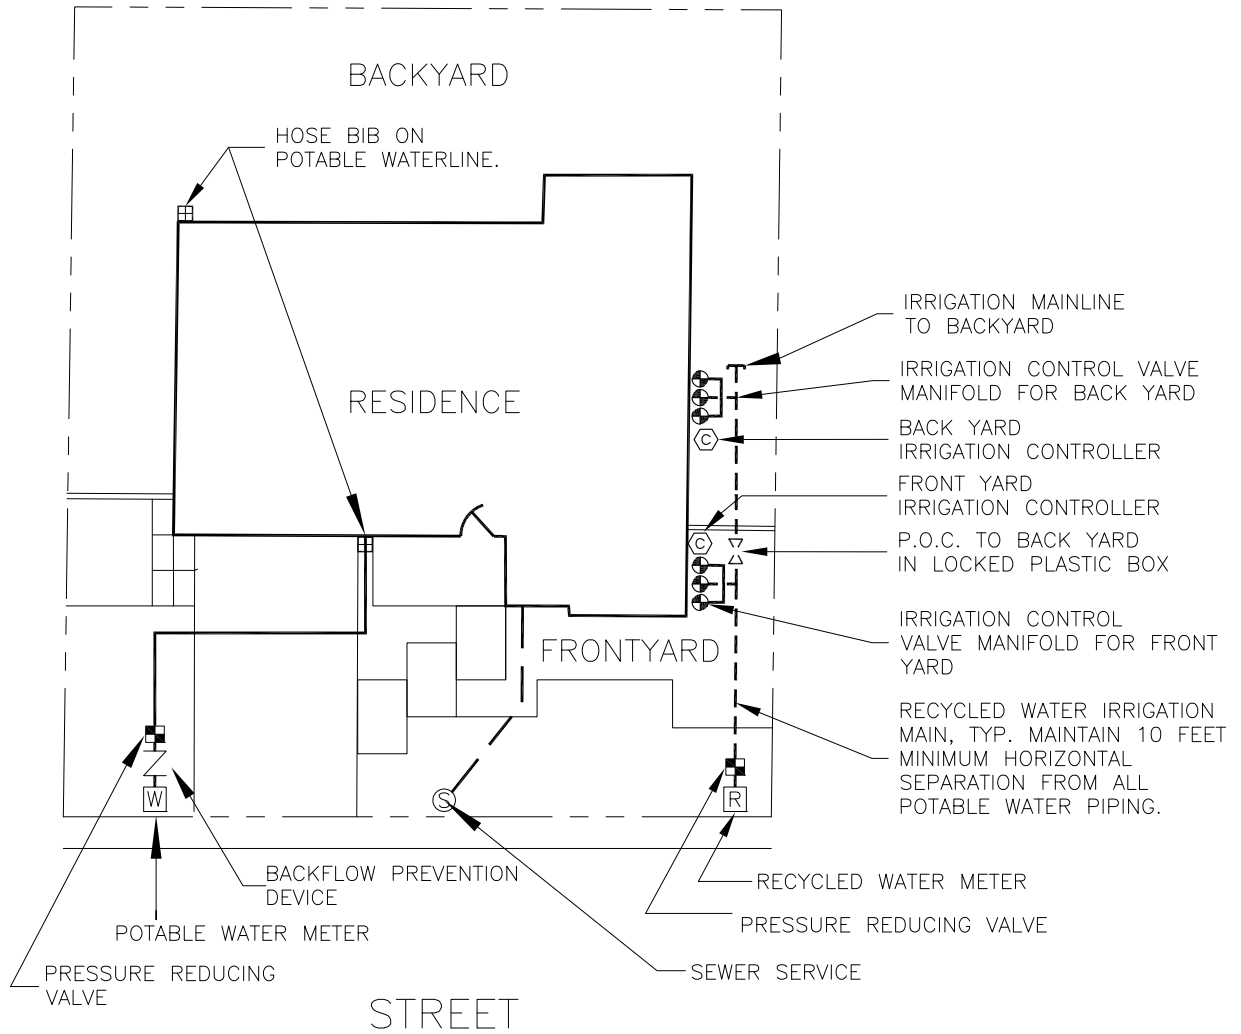 BACKYARD
HOSE BIB ON
POTABLE WATERLINE.
IRRIGATION MAINLINE
TO BACKYARD
IRRIGATION CONTROL VALVE
MANIFOLD FOR BACK YARD
RESIDENCE
BACK YARD
IRRIGATION CONTROLLER
C
FRONT YARD
IRRIGATION CONTROLLER
C
P.O.C. TO BACK YARD
IN LOCKED PLASTIC BOX
IRRIGATION CONTROL
VALVE MANIFOLD FOR FRONT
YARD
FRONTYARD
RECYCLED WATER IRRIGATION
MAIN, TYP. MAINTAIN 10 FEET
MINIMUM HORIZONTAL
SEPARATION FROM ALL
POTABLE WATER PIPING.
W
S
R
BACKFLOW PREVENTION
DEVICE
RECYCLED WATER METER
POTABLE WATER METER
PRESSURE REDUCING VALVE
PRESSURE REDUCING
VALVE
SEWER SERVICE
STREET